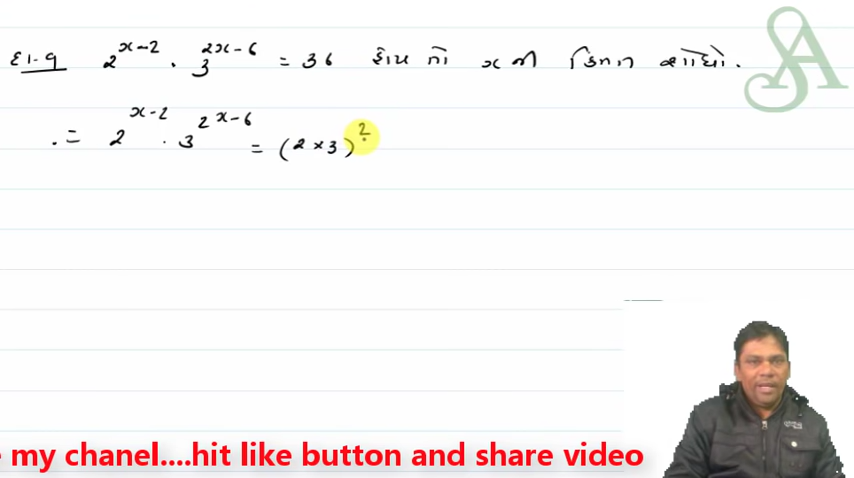 દા-૧ 2^{x-2} . 3^{2x-6} = 36 હોય તો x ની કિંમત શોધો.
. = 2^{x-2} . 3^{2x-6} = (2 × 3)^2
my chanel....hit like button and share video